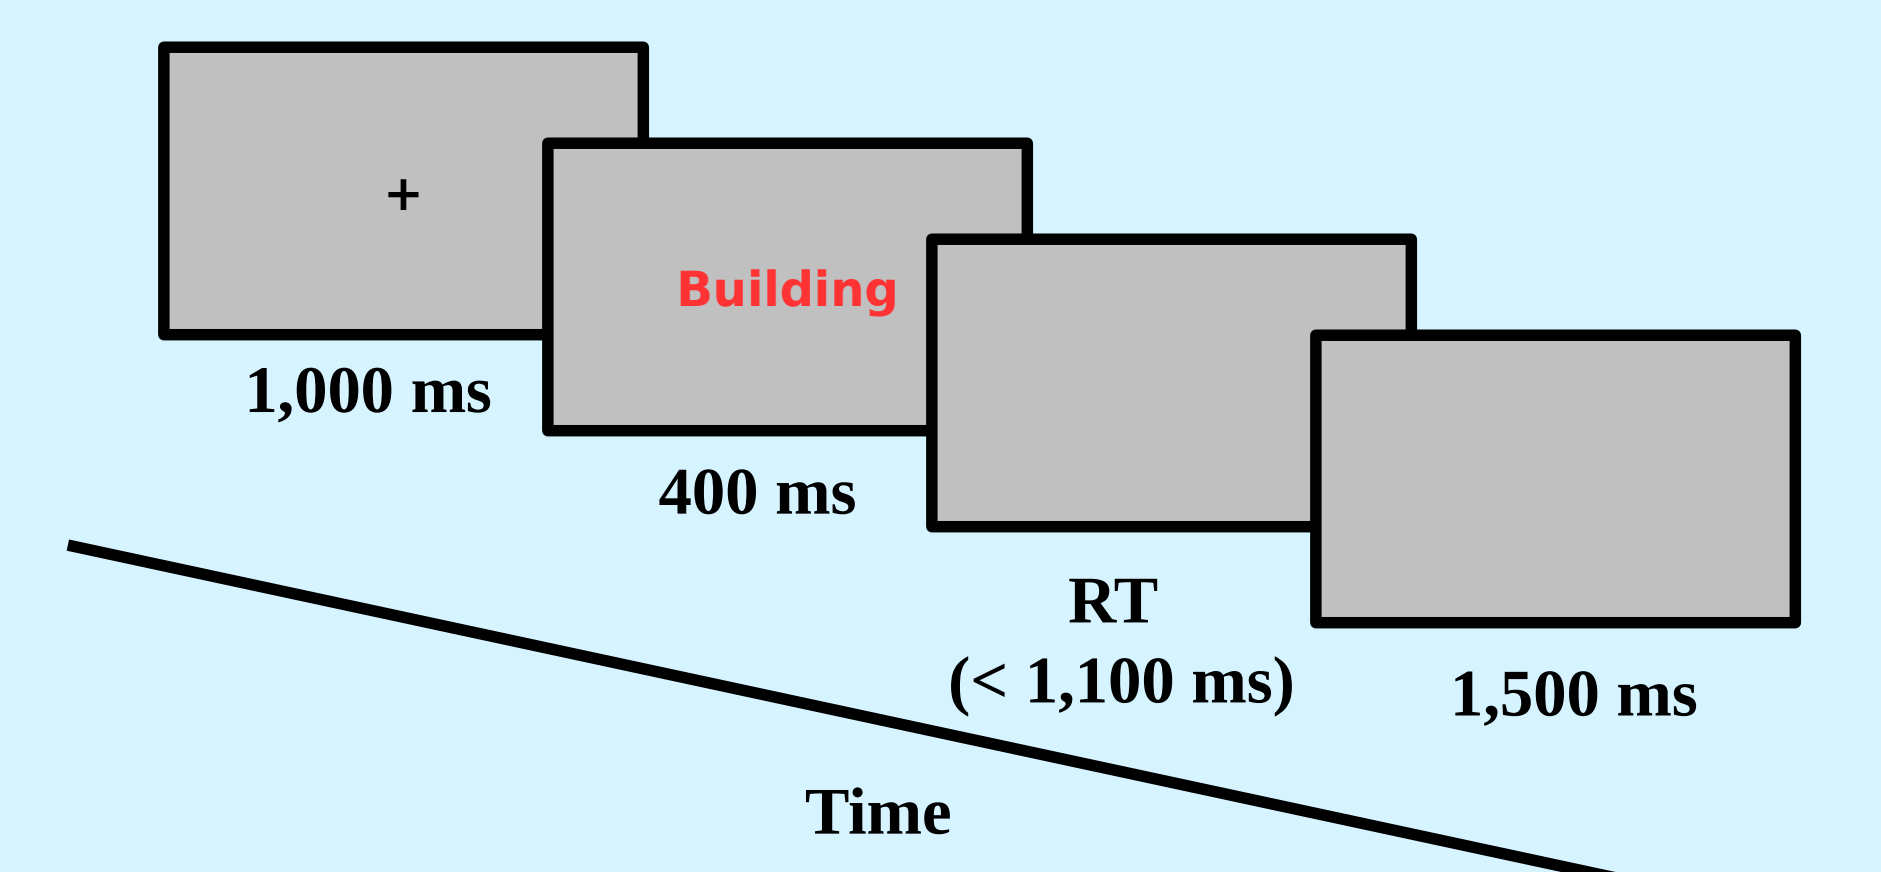 +
Building
1,000 ms
400 ms
RT
(< 1,100 ms)
1,500 ms
Time